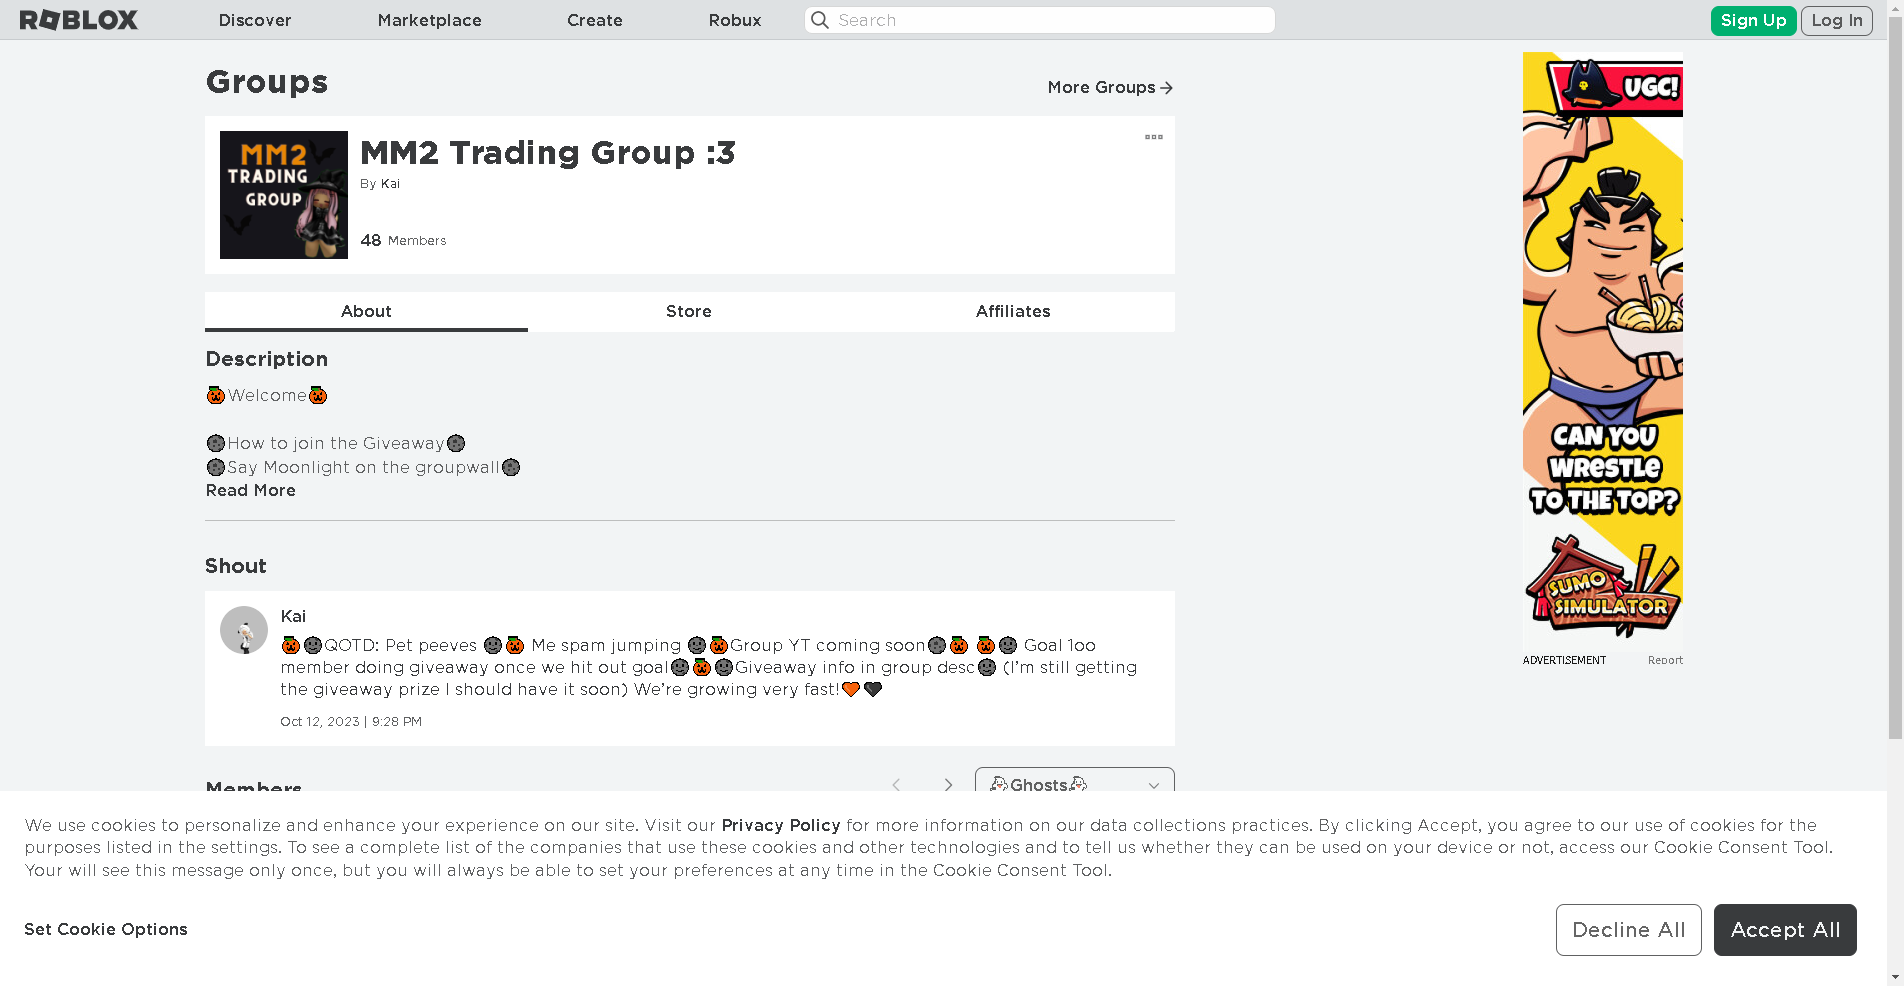 ROBLOX Discover Marketplace Create Robux Search Sign Up Log In
Groups
More Groups
MM2
TRADING
GROUP
MM2 Trading Group :3
By Kai
48 Members
About Store Affiliates
Description
🎃Welcome🎃
🌚How to join the Giveaway🌚
🌚Say Moonlight on the groupwall🌚
Read More
Shout
Kai
🎃🌚QOTD: Pet peeves 🌚🎃 Me spam jumping 🌚🎃Group YT coming soon🌚🎃 🎃🌚 Goal 1oo
member doing giveaway once we hit out goal🌚🎃🌚Giveaway info in group desc🌚 (I’m still getting
the giveaway prize I should have it soon) We’re growing very fast!🧡🖤
Oct 12, 2023 | 9:28 PM
Members
👻Ghosts👻
UGC!
CAN YOU
WRESTLE
TO THE TOP?
SUMO
SIMULATOR
ADVERTISEMENT Report
We use cookies to personalize and enhance your experience on our site. Visit our Privacy Policy for more information on our data collections practices. By clicking Accept, you agree to our use of cookies for the
purposes listed in the settings. To see a complete list of the companies that use these cookies and other technologies and to tell us whether they can be used on your device or not, access our Cookie Consent Tool.
Your will see this message only once, but you will always be able to set your preferences at any time in the Cookie Consent Tool.
Set Cookie Options
Decline All
Accept All